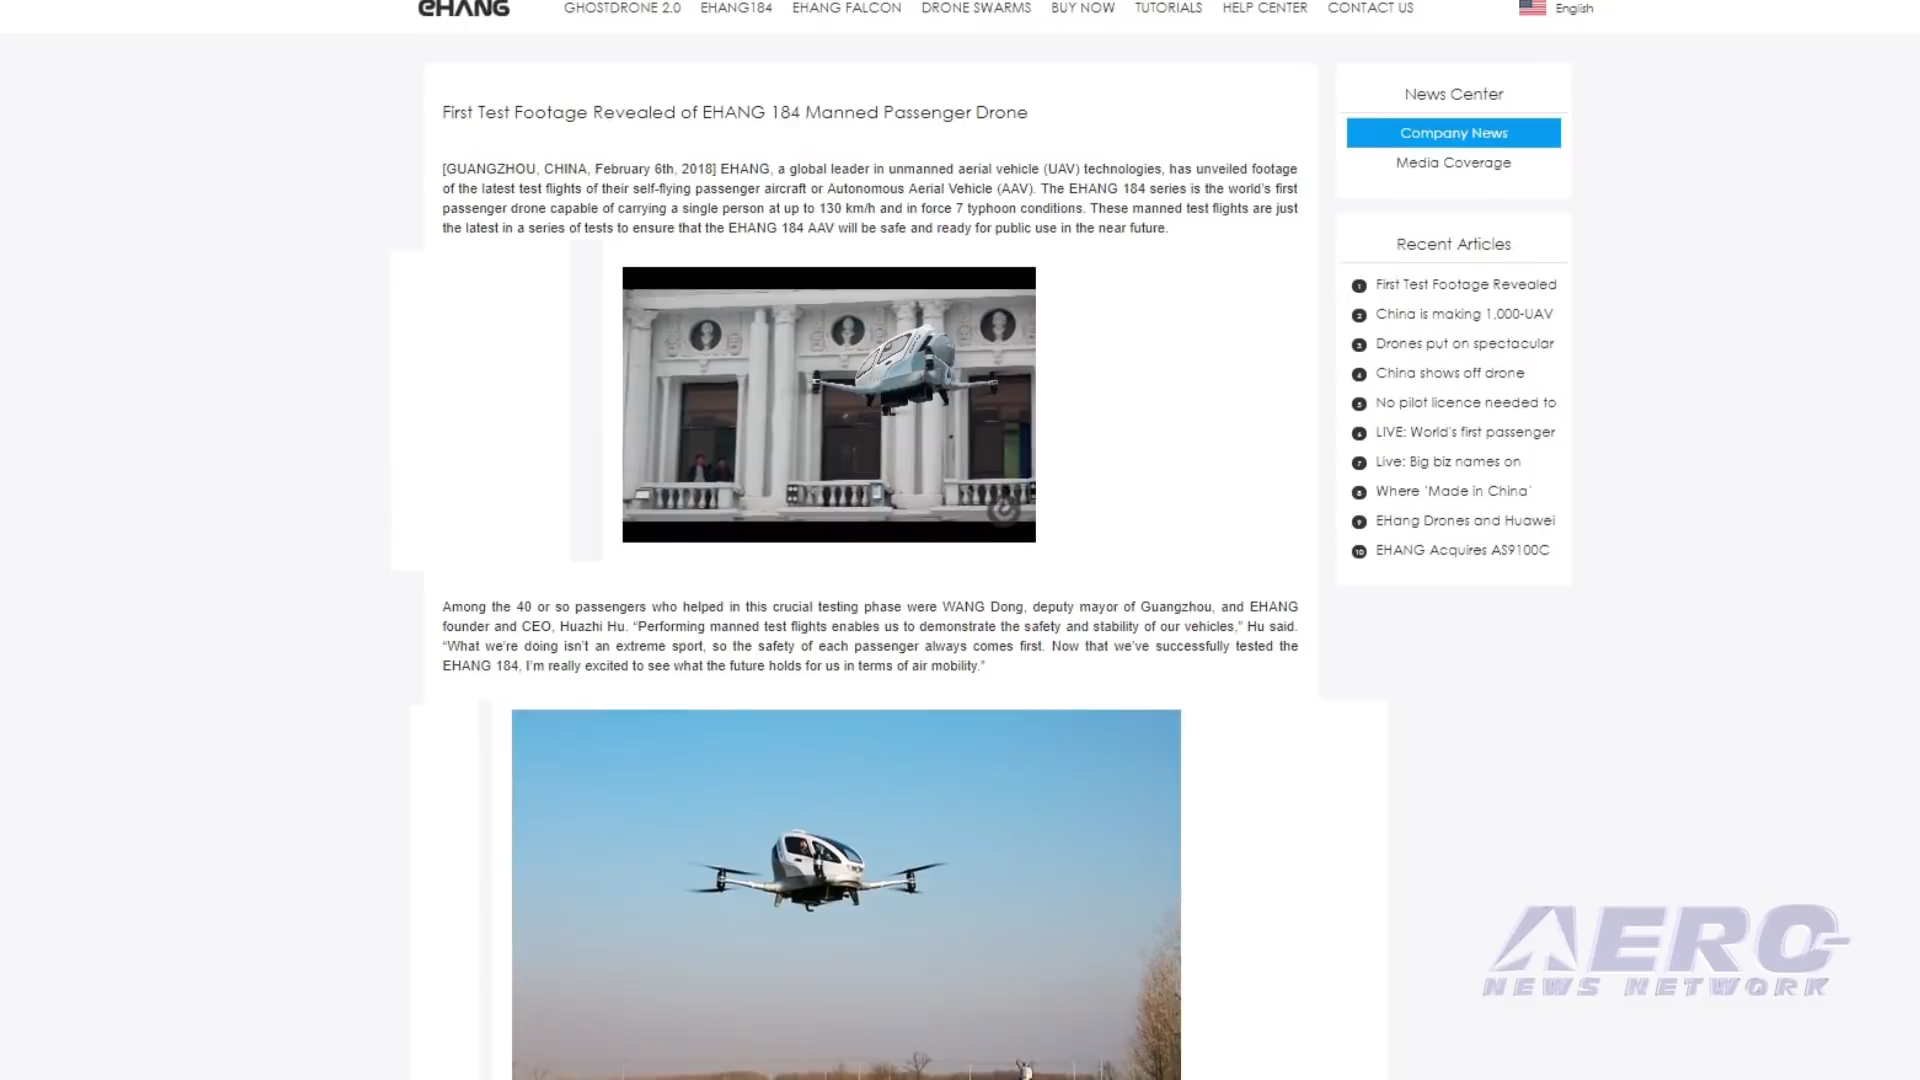 eHANG
GHOSTDRONE 2.0 EHANG184 EHANG FALCON DRONE SWARMS BUY NOW TUTORIALS HELP CENTER CONTACT US
English
First Test Footage Revealed of EHANG 184 Manned Passenger Drone
[GUANGZHOU, CHINA, February 6th, 2018] EHANG, a global leader in unmanned aerial vehicle (UAV) technologies, has unveiled footage
of the latest test flights of their self-flying passenger aircraft or Autonomous Aerial Vehicle (AAV). The EHANG 184 series is the world's first
passenger drone capable of carrying a single person at up to 130 km/h and in force 7 typhoon conditions. These manned test flights are just
the latest in a series of tests to ensure that the EHANG 184 AAV will be safe and ready for public use in the near future.
Among the 40 or so passengers who helped in this crucial testing phase were WANG Dong, deputy mayor of Guangzhou, and EHANG
founder and CEO, Huazhi Hu. “Performing manned test flights enables us to demonstrate the safety and stability of our vehicles,” Hu said.
“What we're doing isn't an extreme sport, so the safety of each passenger always comes first. Now that we've successfully tested the
EHANG 184, I'm really excited to see what the future holds for us in terms of air mobility.”
News Center
Company News
Media Coverage
Recent Articles
1 First Test Footage Revealed
2 China is making 1,000-UAV
3 Drones put on spectacular
4 China shows off drone
5 No pilot licence needed to
6 LIVE: World's first passenger
7 Live: Big biz names on
8 Where 'Made in China'
9 EHang Drones and Huawei
10 EHANG Acquires AS9100C
AERO
NEWS NETWORK